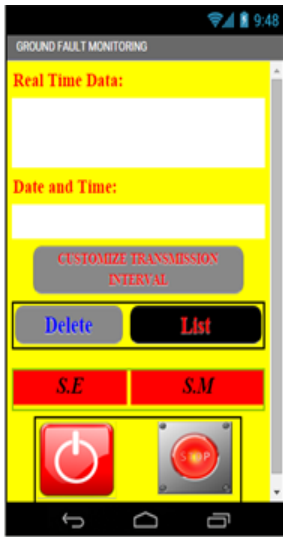 9:48
GROUND FAULT MONITORING
Real Time Data:
Date and Time:
CUSTOMIZE TRANSMISSION
INTERVAL
Delete
List
S.E
S.M
STOP